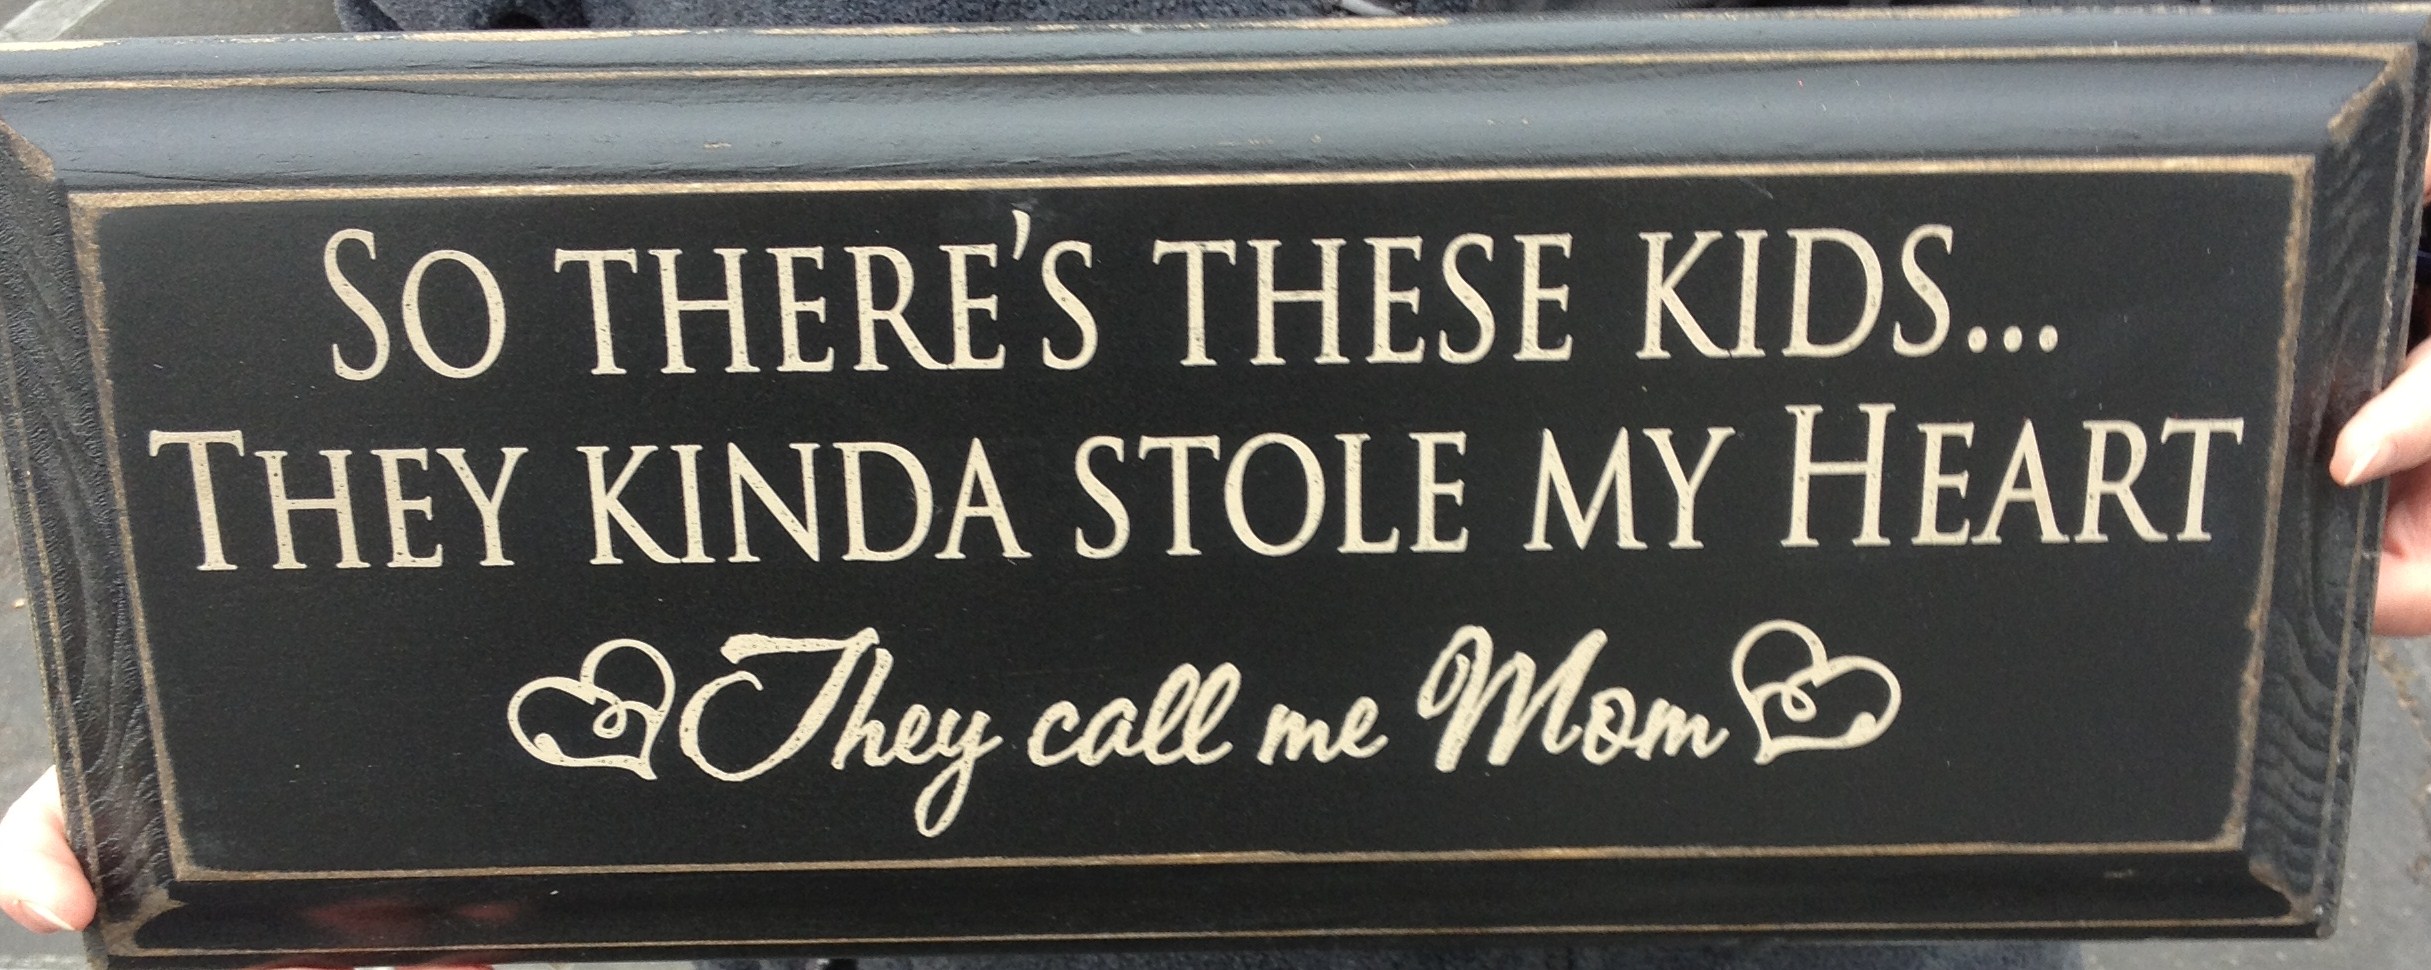 So there's these kids...
They kinda stole my Heart
They call me Mom